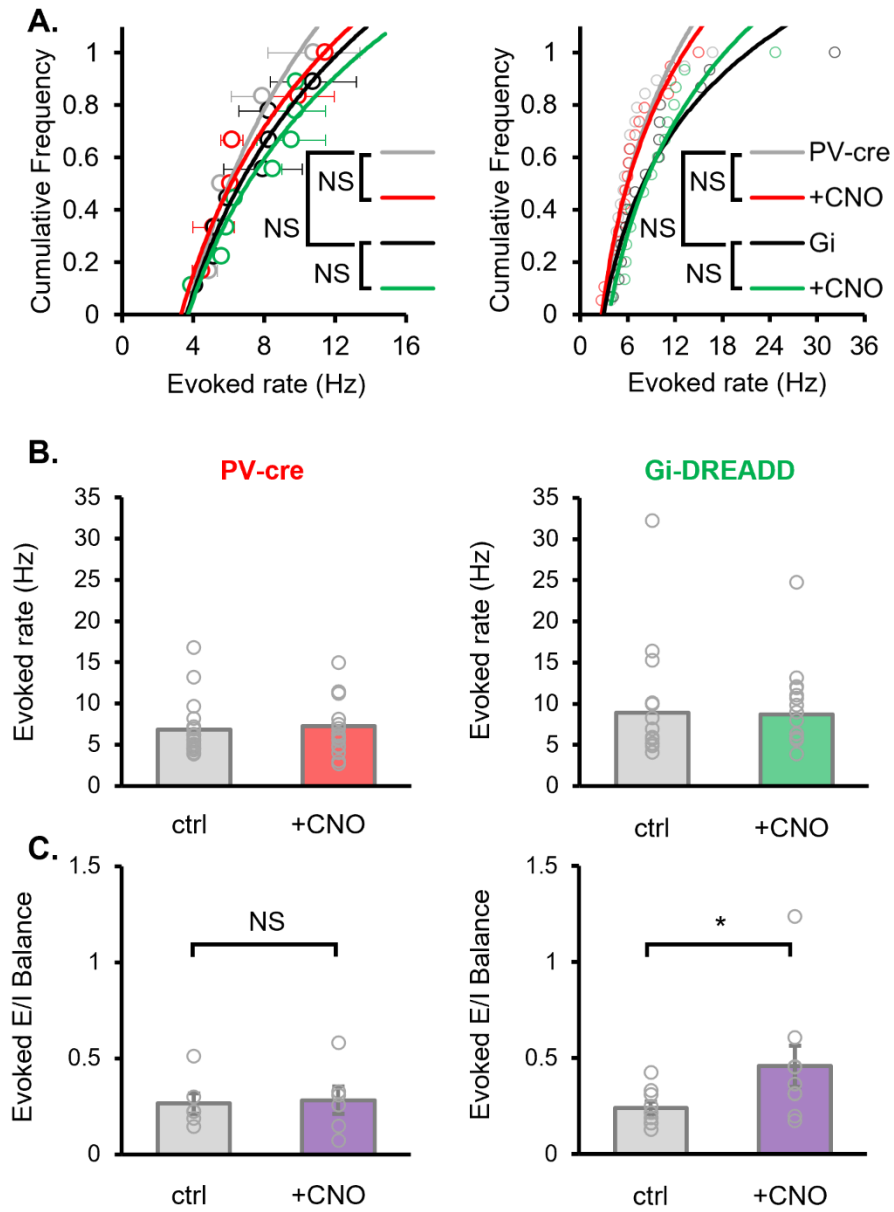 A.
Cumulative Frequency
1
0.8
0.6
0.4
0.2
0
0 4 8 12 16
Evoked rate (Hz)
NS
NS
NS
Cumulative Frequency
1
0.8
0.6
0.4
0.2
0
0 6 12 18 24 30 36
Evoked rate (Hz)
NS
NS
NS
PV-cre
+CNO
Gi
+CNO
B.
PV-cre
Evoked rate (Hz)
35
30
25
20
15
10
5
0
ctrl +CNO
Gi-DREADD
Evoked rate (Hz)
35
30
25
20
15
10
5
0
ctrl +CNO
C.
Evoked E/I Balance
1.5
1
0.5
0
NS
ctrl +CNO
Evoked E/I Balance
1.5
1
0.5
0
*
ctrl +CNO